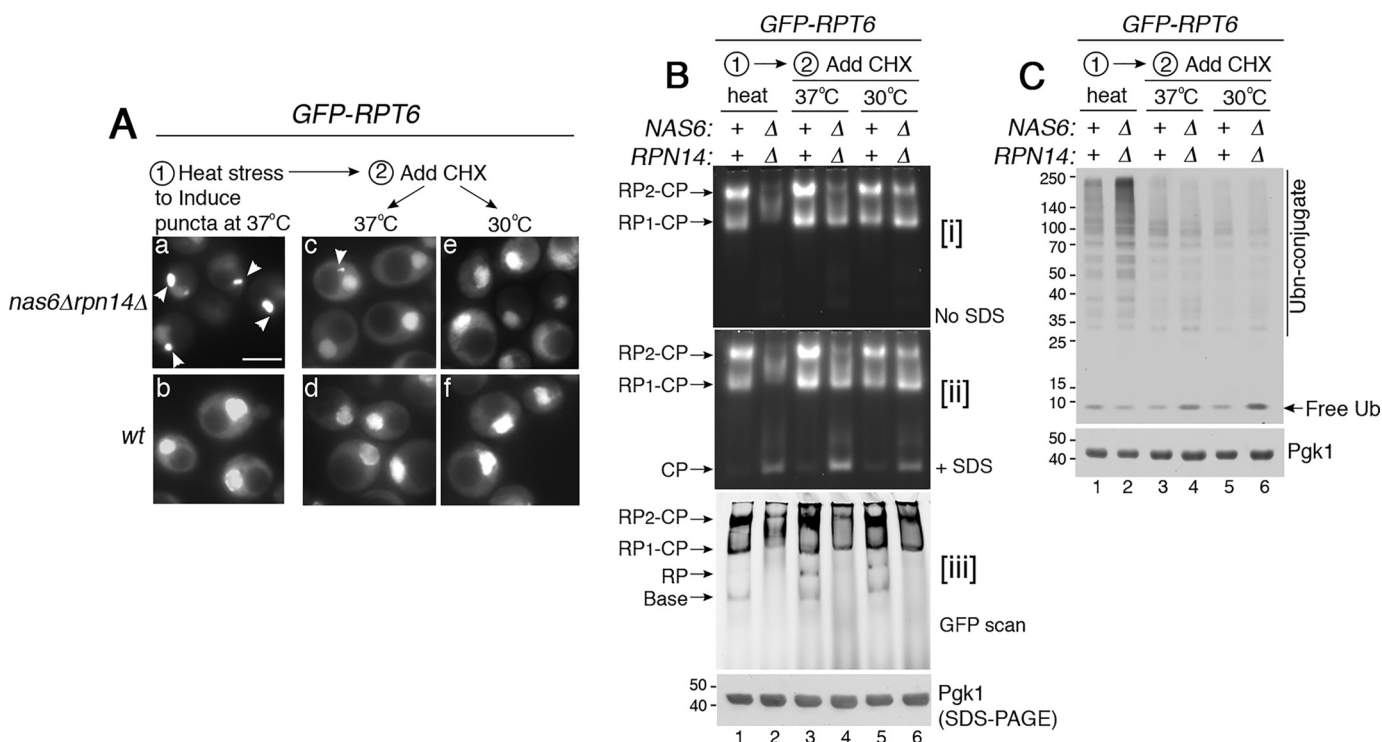 A
GFP-RPT6
① Heat stress → ② Add CHX
to Induce
puncta at 37°C
37°C
30°C
a
c
e
nas6Δrpn14Δ
b
d
f
wt
B
GFP-RPT6
① → ② Add CHX
heat 37°C 30°C
NAS6: + Δ + Δ + Δ
RPN14: + Δ + Δ + Δ
RP2-CP
RP1-CP
[i]
No SDS
RP2-CP
RP1-CP
[ii]
CP
+ SDS
RP2-CP
RP1-CP
RP
[iii]
Base
GFP scan
50
40
Pgk1
(SDS-PAGE)
1 2 3 4 5 6
C
GFP-RPT6
① → ② Add CHX
heat 37°C 30°C
NAS6: + Δ + Δ + Δ
RPN14: + Δ + Δ + Δ
250
140
100
70
50
40
35
25
15
10
Ubn-conjugate
Free Ub
50
40
Pgk1
1 2 3 4 5 6